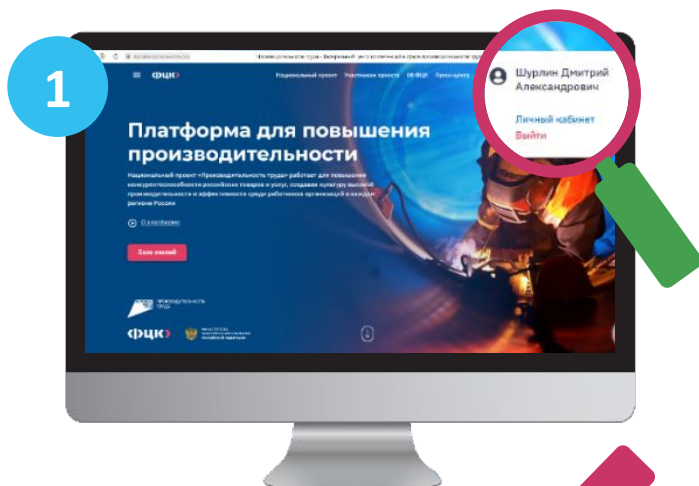 1
ФЦК
Национальный проект Участникам проекта Об ФЦК Пресс-центр
Шурлин Дмитрий
Александрович
Личный кабинет
Выйти
Платформа для повышения
производительности
Национальный проект «Производительность труда» работает для повышения
конкурентоспособности российских товаров и услуг, создавая культуру высокой
производительности и эффективности среди работников организаций в каждом
регионе России
О платформе
База знаний
ПРОИЗВОДИТЕЛЬНОСТЬ
ТРУДА
ФЦК